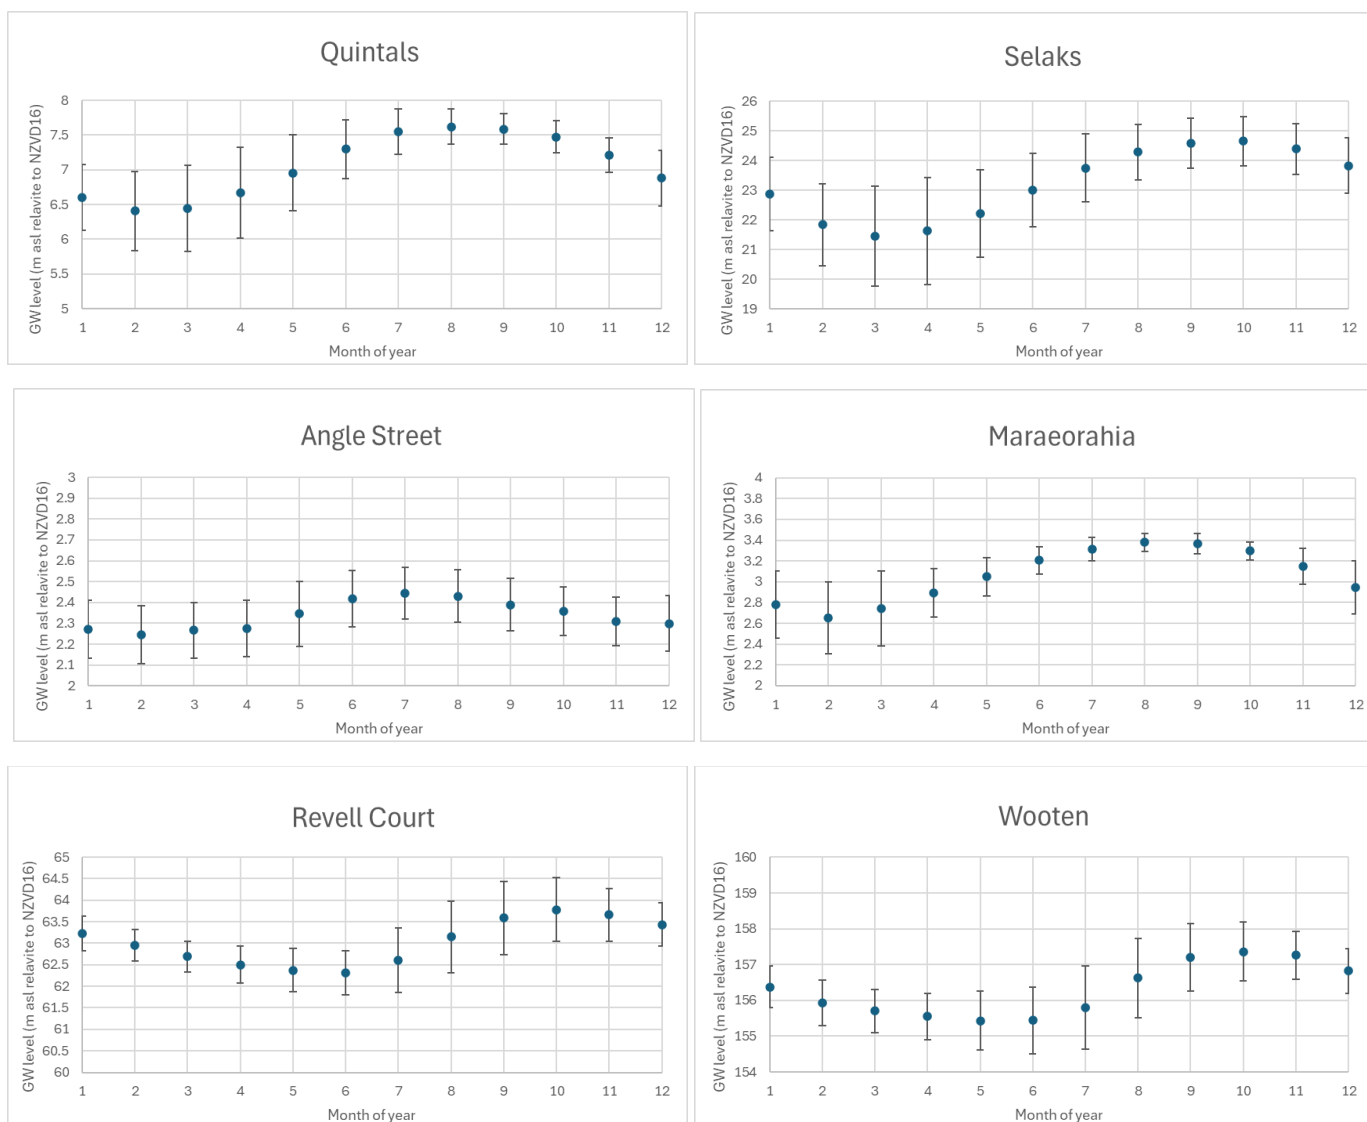 Quintals
GW level (m asl relavite to NZVD16)
8
7.5
7
6.5
6
5.5
5
1 2 3 4 5 6 7 8 9 10 11 12
Month of year
Selaks
GW level (m asl relavite to NZVD16)
26
25
24
23
22
21
20
19
1 2 3 4 5 6 7 8 9 10 11 12
Month of year
Angle Street
GW level (m asl relavite to NZVD16)
3
2.9
2.8
2.7
2.6
2.5
2.4
2.3
2.2
2.1
2
1 2 3 4 5 6 7 8 9 10 11 12
Month of year
Maraeorahia
GW level (m asl relavite to NZVD16)
4
3.8
3.6
3.4
3.2
3
2.8
2.6
2.4
2.2
2
1 2 3 4 5 6 7 8 9 10 11 12
Month of year
Revell Court
GW level (m asl relavite to NZVD16)
65
64.5
64
63.5
63
62.5
62
61.5
61
60.5
60
1 2 3 4 5 6 7 8 9 10 11 12
Month of year
Wooten
GW level (m asl relavite to NZVD16)
160
159
158
157
156
155
154
1 2 3 4 5 6 7 8 9 10 11 12
Month of year